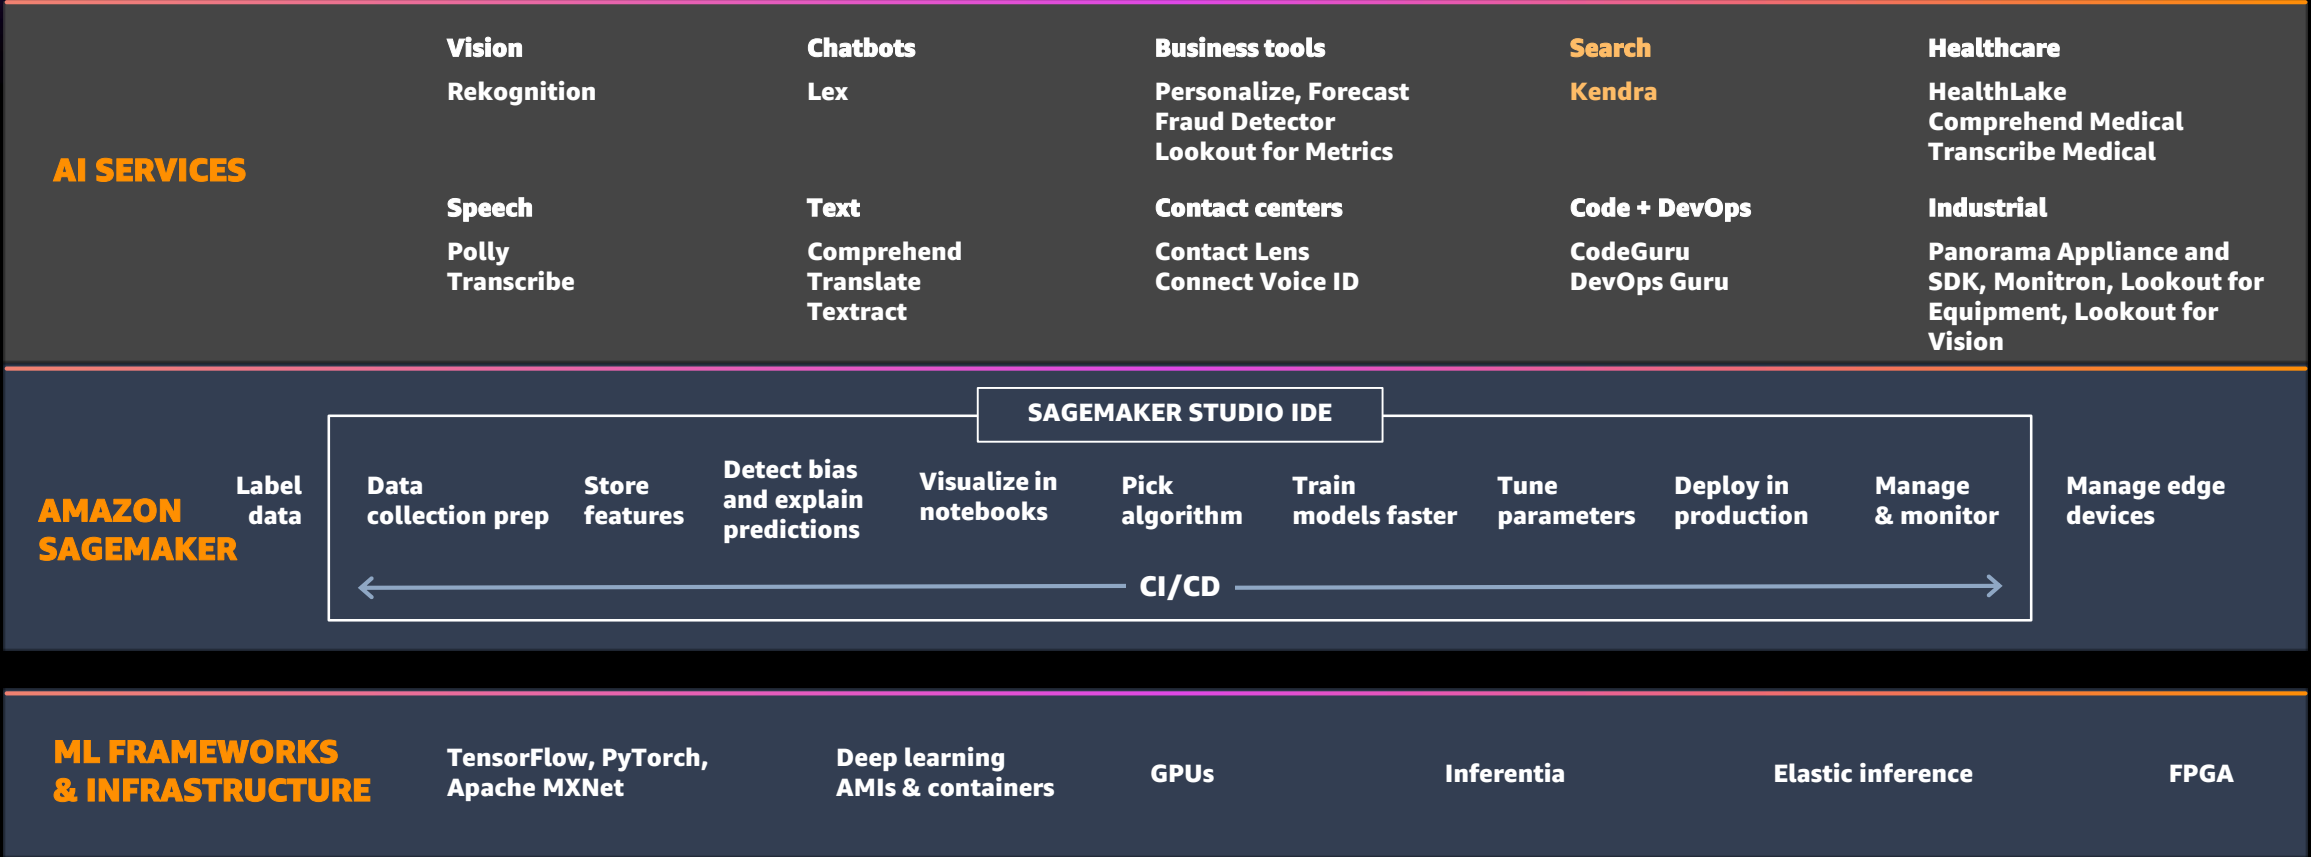 AI SERVICES
Vision
Rekognition
Chatbots
Lex
Business tools
Personalize, Forecast
Fraud Detector
Lookout for Metrics
Search
Kendra
Healthcare
HealthLake
Comprehend Medical
Transcribe Medical
Speech
Polly
Transcribe
Text
Comprehend
Translate
Textract
Contact centers
Contact Lens
Connect Voice ID
Code + DevOps
CodeGuru
DevOps Guru
Industrial
Panorama Appliance and
SDK, Monitron, Lookout for
Equipment, Lookout for
Vision
AMAZON
SAGEMAKER
SAGEMAKER STUDIO IDE
Label
data
Data
collection prep
Store
features
Detect bias
and explain
predictions
Visualize in
notebooks
Pick
algorithm
Train
models faster
Tune
parameters
Deploy in
production
Manage
& monitor
Manage edge
devices
CI/CD
ML FRAMEWORKS
& INFRASTRUCTURE
TensorFlow, PyTorch,
Apache MXNet
Deep learning
AMIs & containers
GPUs
Inferentia
Elastic inference
FPGA